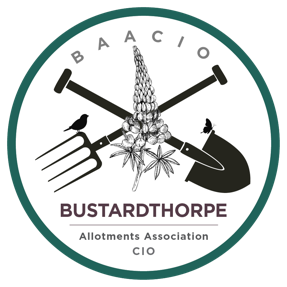 BAACIO
BUSTARDTHORPE
Allotments Association
CIO